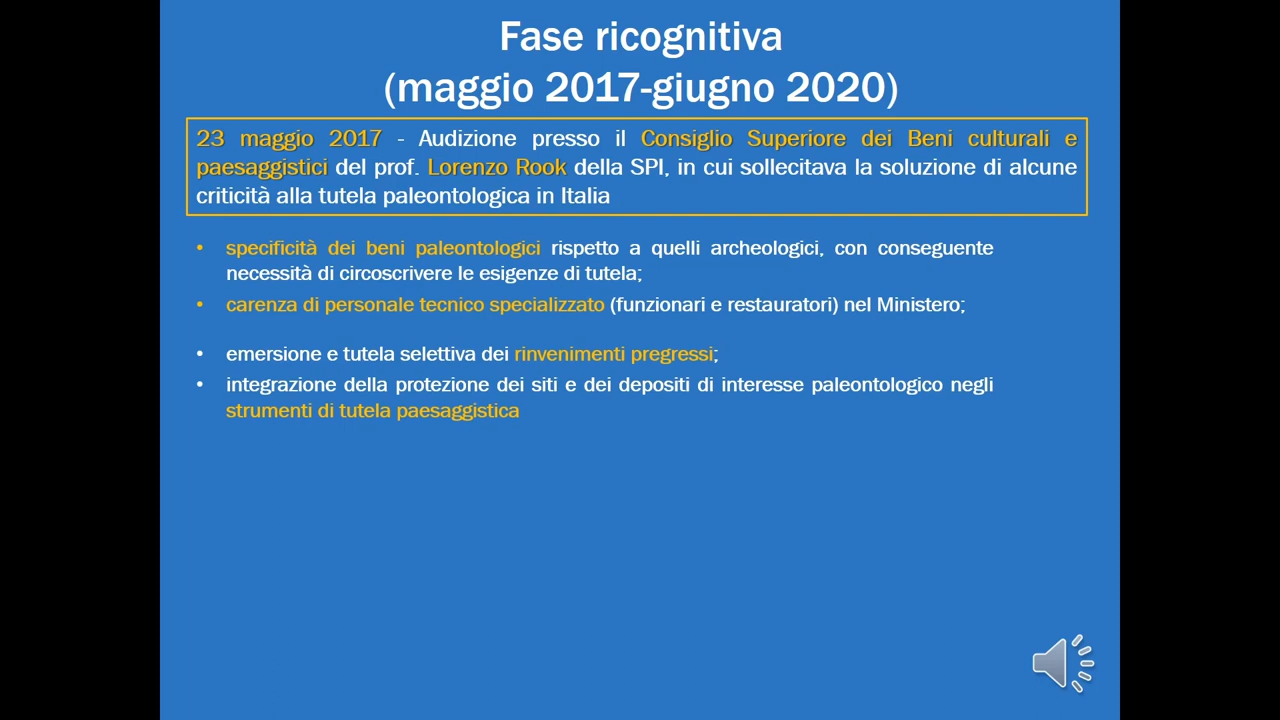 Fase ricognitiva
(maggio 2017-giugno 2020)
23 maggio 2017 - Audizione presso il Consiglio Superiore dei Beni culturali e
paesaggistici del prof. Lorenzo Rook della SPI, in cui sollecitava la soluzione di alcune
criticità alla tutela paleontologica in Italia
• specificità dei beni paleontologici rispetto a quelli archeologici, con conseguente
necessità di circoscrivere le esigenze di tutela;
• carenza di personale tecnico specializzato (funzionari e restauratori) nel Ministero;
• emersione e tutela selettiva dei rinvenimenti pregressi;
• integrazione della protezione dei siti e dei depositi di interesse paleontologico negli
strumenti di tutela paesaggistica